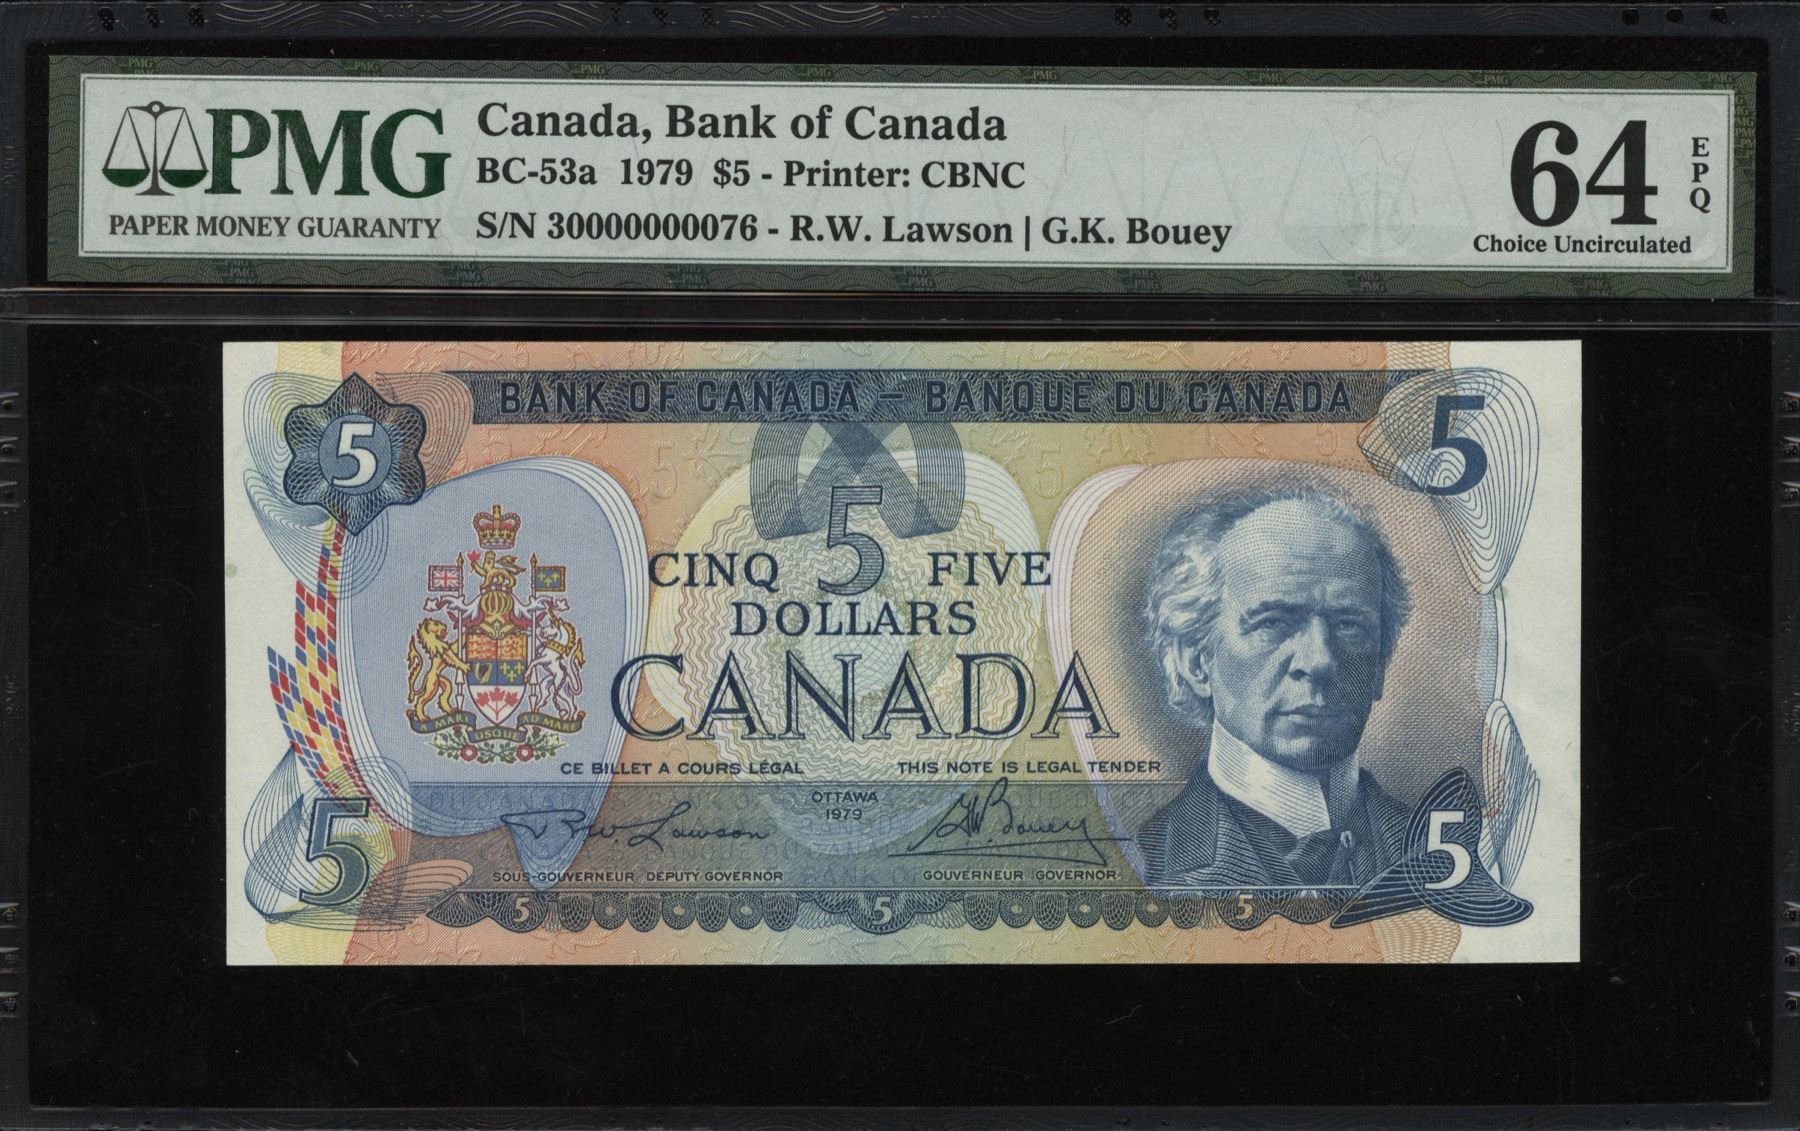 PMG
PAPER MONEY GUARANTY
Canada, Bank of Canada
BC-53a 1979 $5 - Printer: CBNC
S/N 30000000076 - R.W. Lawson | G.K. Bouey
64
EPQ
Choice Uncirculated
BANK OF CANADA – BANQUE DU CANADA
5
5
CINQ 5 FIVE
DOLLARS
CANADA
A MARI USQUE AD MARE
CE BILLET A COURS LÉGAL
THIS NOTE IS LEGAL TENDER
OTTAWA
1979
R.W. Lawson
G.K. Bouey
SOUS-GOUVERNEUR DEPUTY GOVERNOR
GOUVERNEUR GOVERNOR
5
5
5
5
5